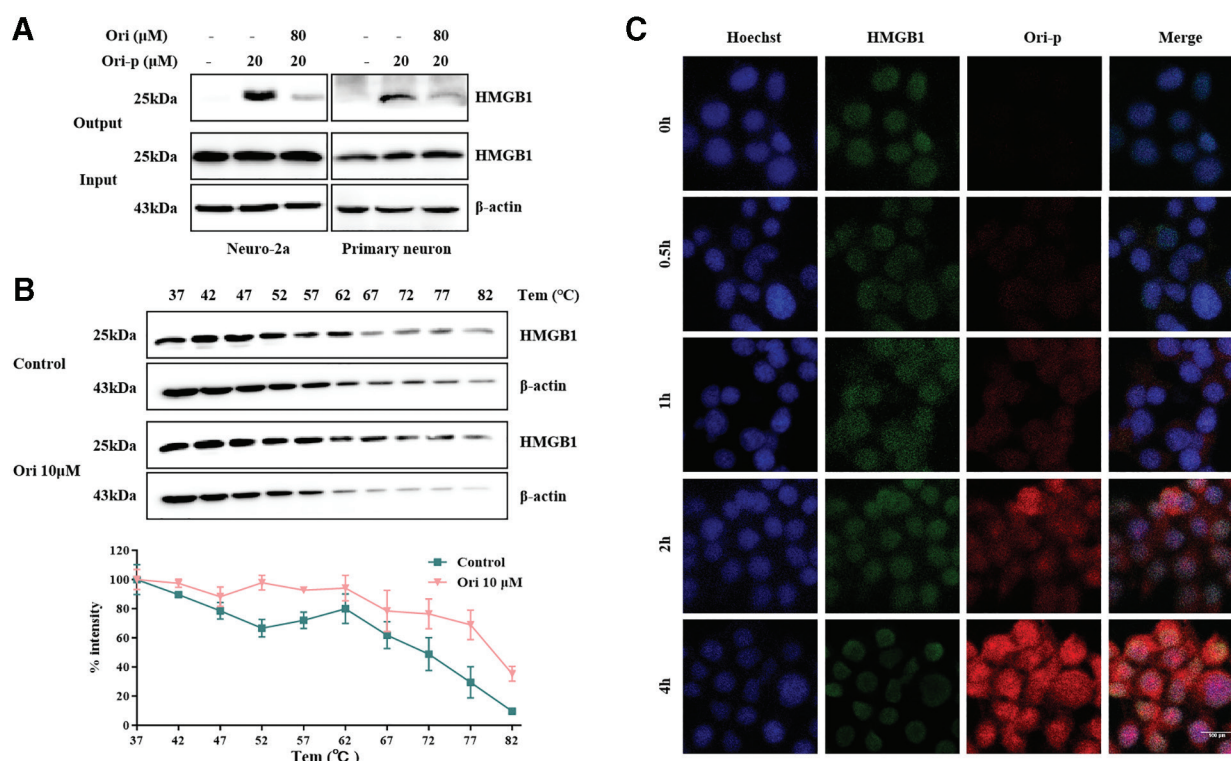 A
Ori (μM) - - 80 - - 80
Ori-p (μM) - 20 20 - 20 20
25kDa HMGB1
Output
25kDa HMGB1
Input
43kDa β-actin
Neuro-2a Primary neuron
B
37 42 47 52 57 62 67 72 77 82 Tem (℃)
25kDa HMGB1
Control
43kDa β-actin
25kDa HMGB1
Ori 10μM
43kDa β-actin
120
100
80
60
40
20
0
% intensity
Control
Ori 10 μM
37 42 47 52 57 62 67 72 77 82
Tem (℃)
C
Hoechst HMGB1 Ori-p Merge
0h
0.5h
1h
2h
4h